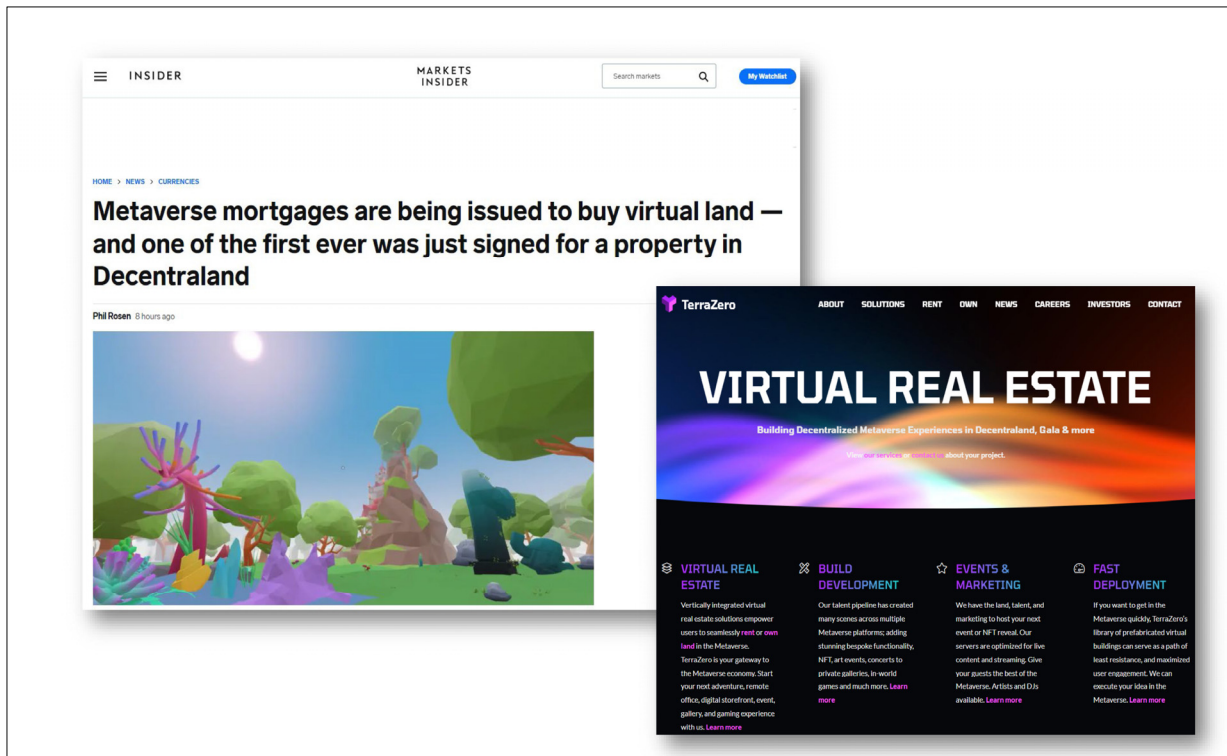 INSIDER
MARKETS
INSIDER
Search markets
My Watchlist
HOME > NEWS > CURRENCIES
Metaverse mortgages are being issued to buy virtual land —
and one of the first ever was just signed for a property in
Decentraland
Phil Rosen 8 hours ago
TerraZero
ABOUT SOLUTIONS RENT OWN NEWS CAREERS INVESTORS CONTACT
VIRTUAL REAL ESTATE
Building Decentralized Metaverse Experiences in Decentraland, Gala & more
View our services or contact us about your project.
VIRTUAL REAL
ESTATE
Vertically integrated virtual
real estate solutions empower
users to seamlessly rent or own
land in the Metaverse.
TerraZero is your gateway to
the Metaverse economy. Start
your next adventure, remote
office, digital storefront, event,
gallery, and gaming experience
with us. Learn more
BUILD
DEVELOPMENT
Our talent pipeline has created
many scenes across multiple
Metaverse platforms; adding
stunning bespoke functionality,
NFT, art events, concerts to
private galleries, in-world
games and much more. Learn
more
EVENTS &
MARKETING
We have the land, talent, and
marketing to host your next
event or NFT reveal. Our
servers are optimized for live
content and streaming. Give
your guests the best of the
Metaverse. Artists and DJs
available. Learn more
FAST
DEPLOYMENT
If you want to get in the
Metaverse quickly, TerraZero's
library of prefabricated virtual
buildings can serve as a path of
least resistance, and maximized
user engagement. We can
execute your idea in the
Metaverse. Learn more